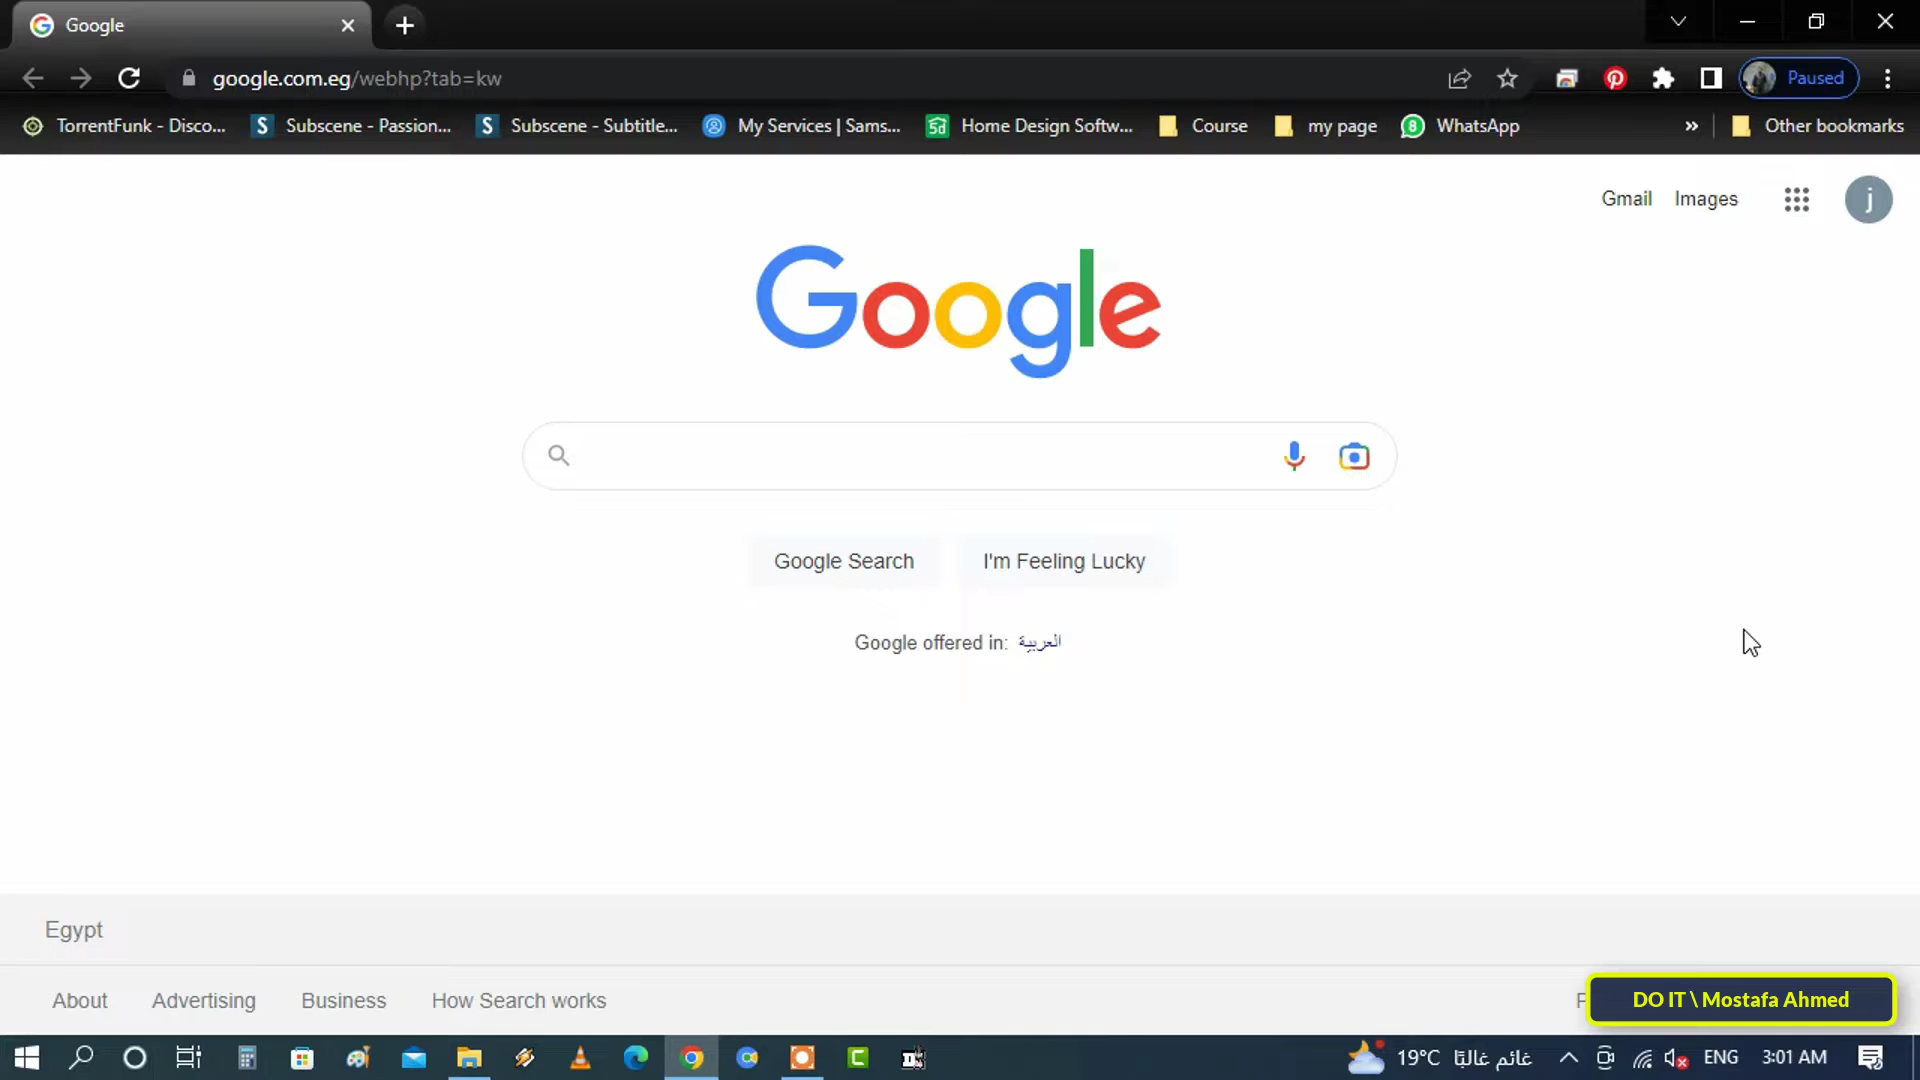 Google
google.com.eg/webhp?tab=kw
Paused
TorrentFunk - Disco...
Subscene - Passion...
Subscene - Subtitle...
My Services | Sams...
Home Design Softw...
Course
my page
WhatsApp
»
Other bookmarks
Gmail
Images
j
Google
Google Search
I'm Feeling Lucky
Google offered in: العربية
Egypt
About
Advertising
Business
How Search works
DO IT \ Mostafa Ahmed
19°C غائم غالبًا
ENG
3:01 AM